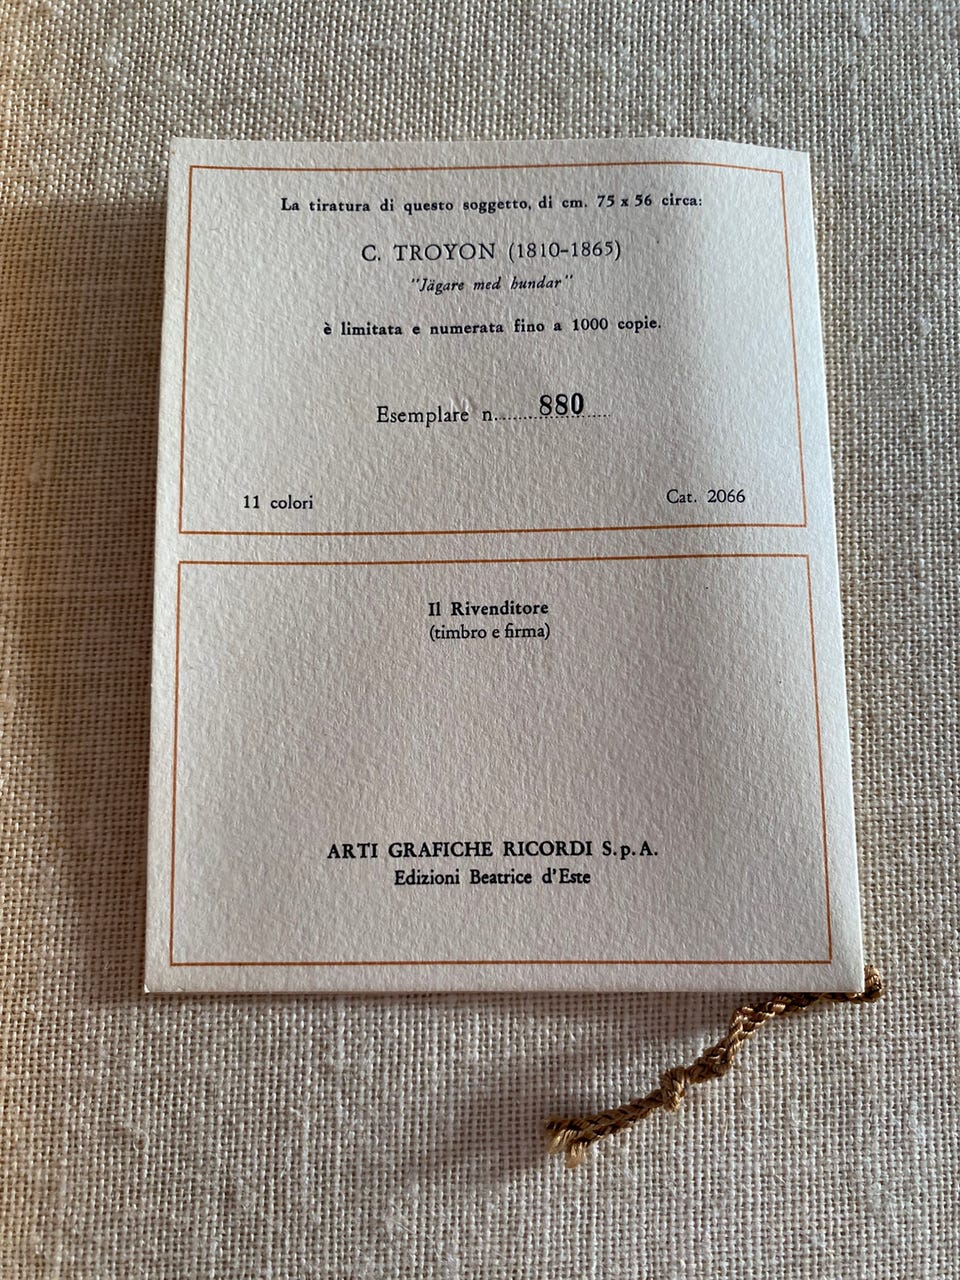 La tiratura di questo soggetto, di cm. 75 x 56 circa:
C. TROYON (1810-1865)
"Jägare med hundar"
è limitata e numerata fino a 1000 copie.
Esemplare n.......880.....
11 colori
Cat. 2066
Il Rivenditore
(timbro e firma)
ARTI GRAFICHE RICORDI S.p.A.
Edizioni Beatrice d'Este